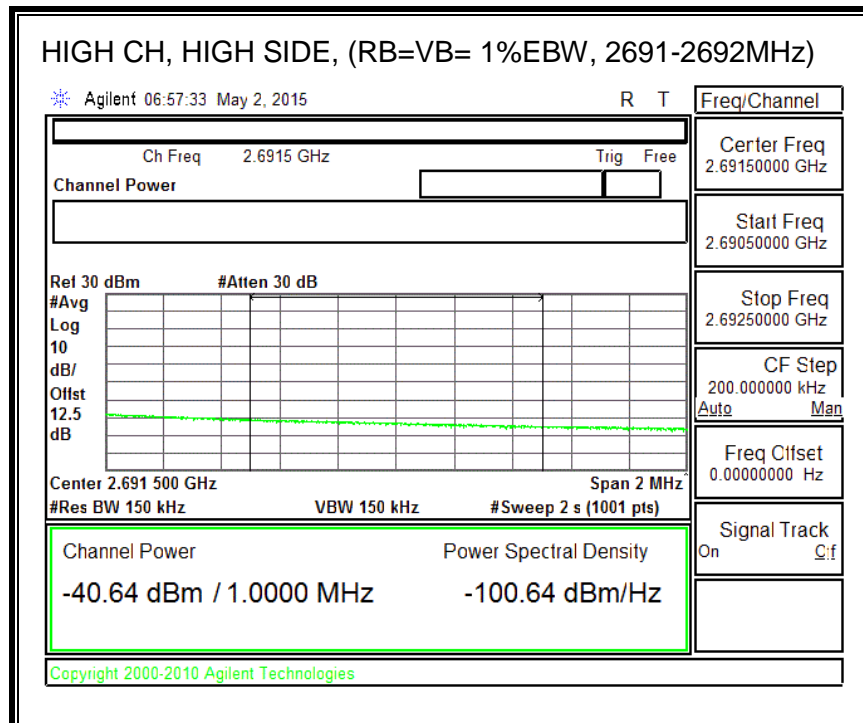 HIGH CH, HIGH SIDE, (RB=VB= 1%EBW, 2691-2692MHz)
Agilent 06:57:33 May 2, 2015 R T
Freq/Channel
Ch Freq 2.6915 GHz Trig Free
Channel Power
Center Freq
2.69150000 GHz
Start Freq
2.69050000 GHz
Stop Freq
2.69250000 GHz
CF Step
200.000000 kHz
Auto Man
Freq Offset
0.00000000 Hz
Signal Track
On Off
Ref 30 dBm #Atten 30 dB
#Avg
Log
10
dB/
Offst
12.5
dB
Center 2.691 500 GHz Span 2 MHz
#Res BW 150 kHz VBW 150 kHz #Sweep 2 s (1001 pts)
Channel Power Power Spectral Density
-40.64 dBm / 1.0000 MHz -100.64 dBm/Hz
Copyright 2000-2010 Agilent Technologies